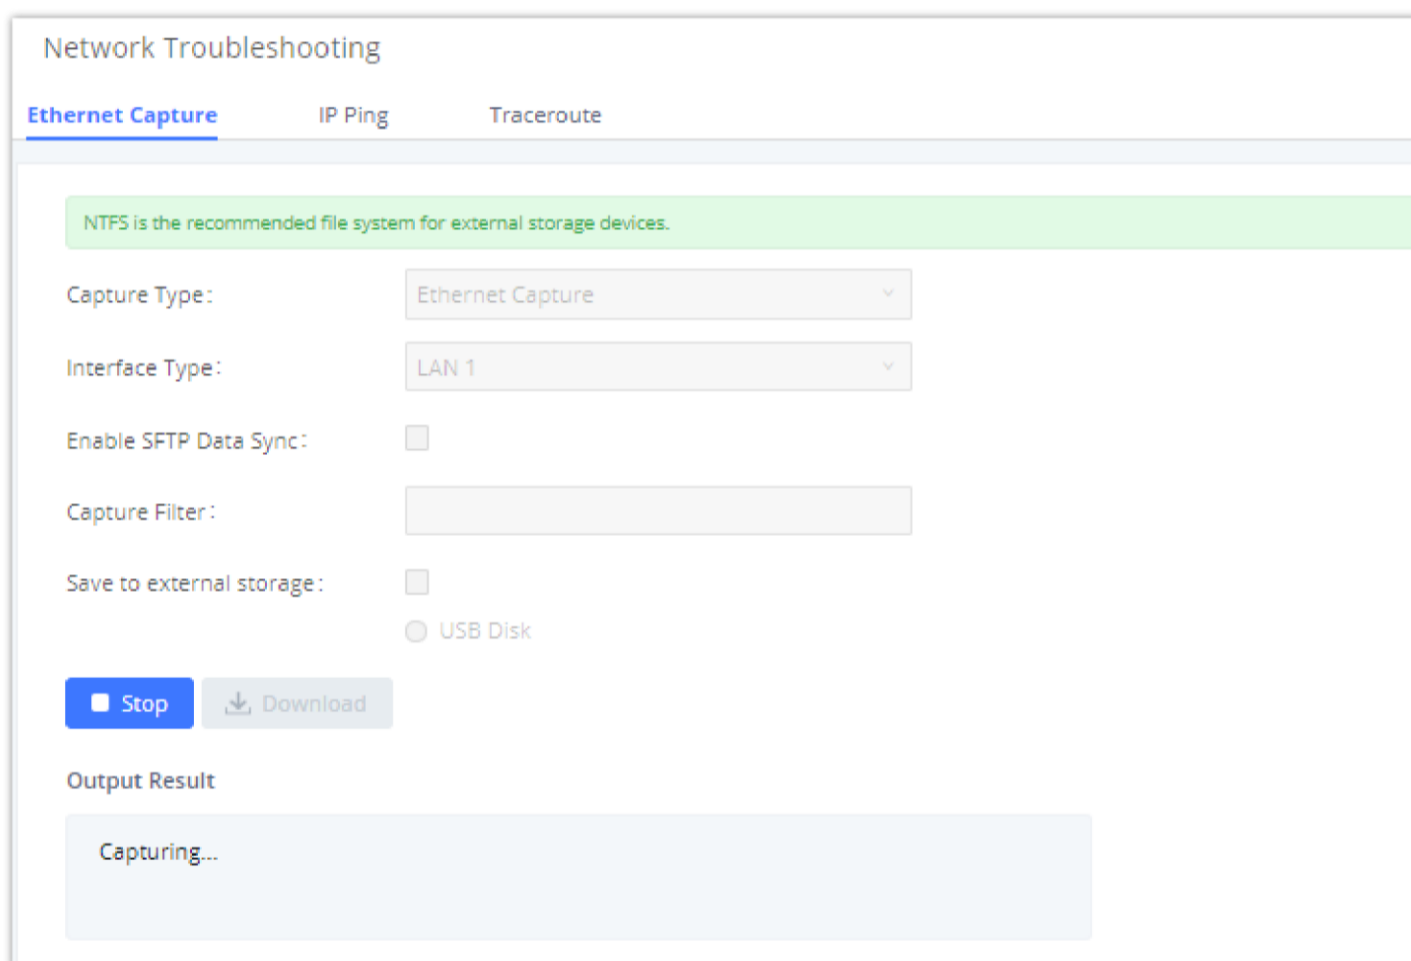 Network Troubleshooting
Ethernet Capture IP Ping Traceroute
NTFS is the recommended file system for external storage devices.
Capture Type: Ethernet Capture
Interface Type: LAN 1
Enable SFTP Data Sync:
Capture Filter:
Save to external storage:
USB Disk
Stop Download
Output Result
Capturing...